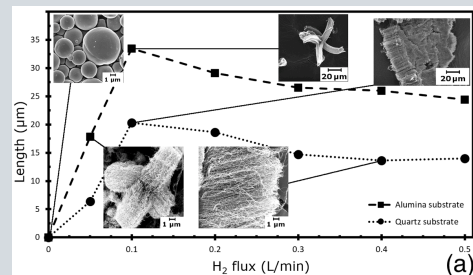 35
30
25
20
15
10
5
0
Length (µm)
1 µm
20 µm
20 µm
1 µm
1 µm
Alumina substrate
Quartz substrate
0 0.1 0.2 0.3 0.4 0.5
H₂ flux (L/min)
(a)